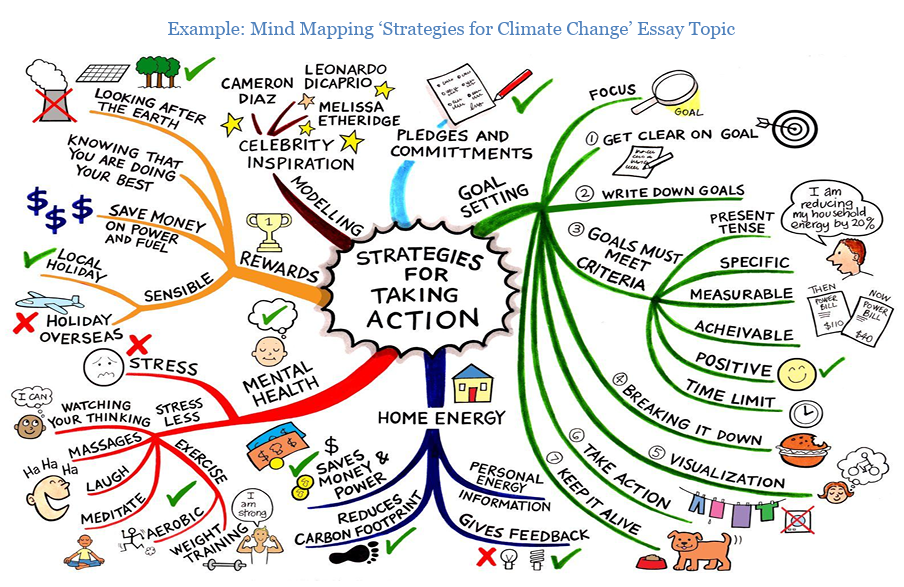 Example: Mind Mapping ‘Strategies for Climate Change’ Essay Topic
STRATEGIES
FOR
TAKING
ACTION
GOAL
SETTING
FOCUS
GOAL
1 GET CLEAR ON GOAL
2 WRITE DOWN GOALS
3 GOALS MUST
MEET
CRITERIA
PRESENT
TENSE
I am
reducing
my household
energy by 20%
SPECIFIC
MEASURABLE
THEN
POWER
BILL
$110
NOW
POWER
BILL
$40
ACHEIVABLE
POSITIVE
TIME LIMIT
4 BREAKING IT DOWN
5 VISUALIZATION
6 TAKE ACTION
7 KEEP IT ALIVE
HOME ENERGY
PERSONAL
ENERGY
INFORMATION
GIVES FEEDBACK
REDUCES
CARBON FOOTPRINT
$
SAVES
MONEY &
POWER
MENTAL
HEALTH
STRESS
STRESS
LESS
I CAN
WATCHING
YOUR THINKING
MASSAGES
Ha Ha Ha
LAUGH
MEDITATE
EXERCISE
AEROBIC
WEIGHT
TRAINING
I
am
strong
REWARDS
1
LOOKING AFTER
THE EARTH
KNOWING THAT
YOU ARE DOING
YOUR BEST
$ $ $
SAVE MONEY
ON POWER
AND FUEL
SENSIBLE
LOCAL
HOLIDAY
HOLIDAY
OVERSEAS
MODELLING
CELEBRITY
INSPIRATION
CAMERON
DIAZ
LEONARDO
DICAPRIO
MELISSA
ETHERIDGE
PLEDGES AND
COMMITTMENTS